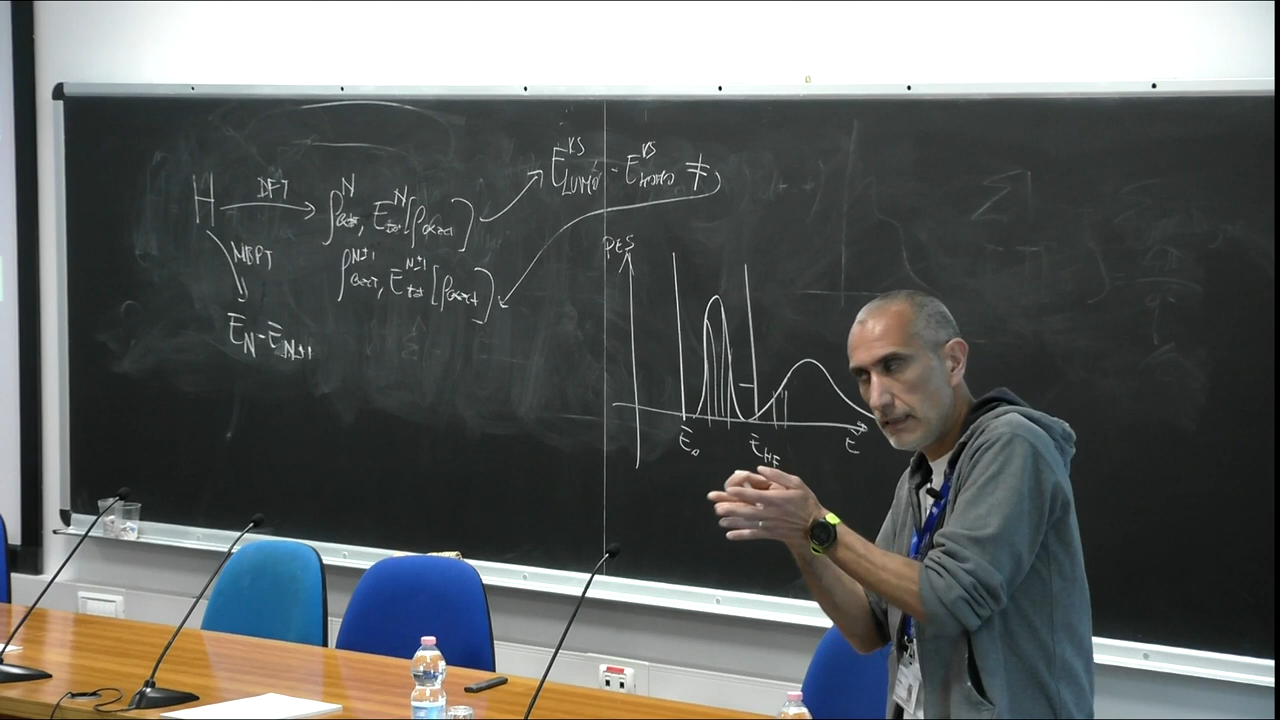 H DFT ρ^N_exact, E^N_tot[ρ_exact]
E^KS_LUMO - E^KS_HOMO ≠
MBPT ρ^N±1_exact, E^N±1_tot[ρ_exact]
E_N - E_N±1
PES
E_0 E_HF E
Σ